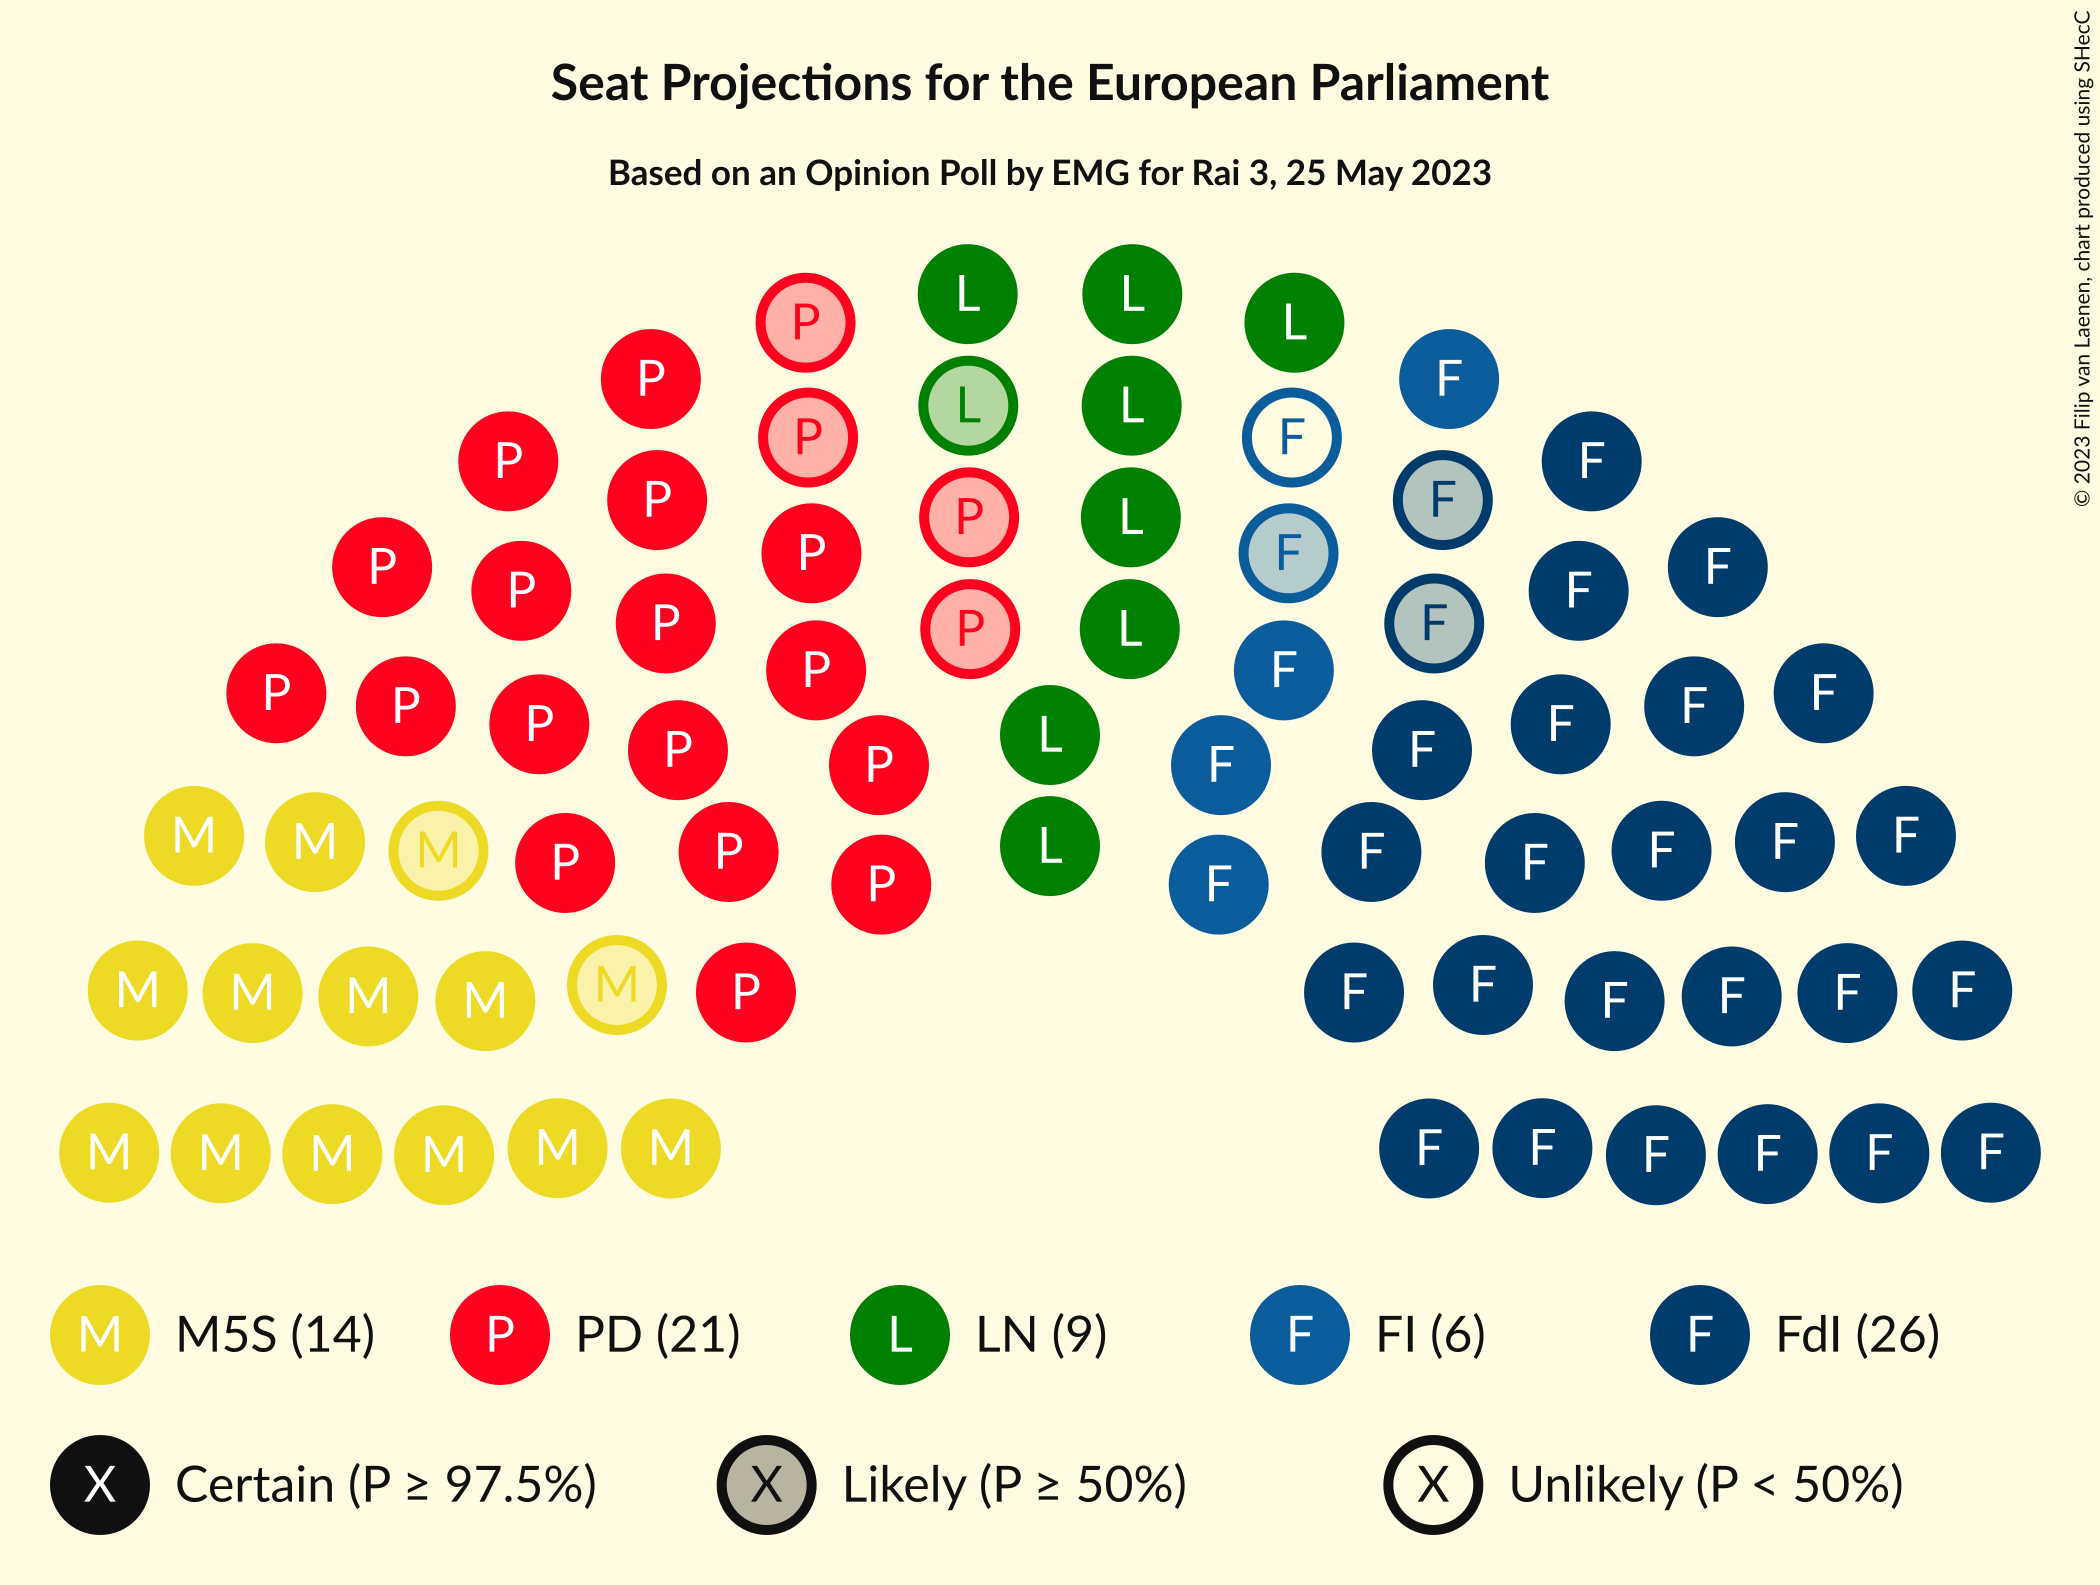 Seat Projections for the European Parliament
Based on an Opinion Poll by EMG for Rai 3, 25 May 2023
© 2023 Filip van Laenen, chart produced using SHecC
L L
P L
P F
L L
P F
P F
P L F
P P F
P F
P F F
P F
P P F F
P L F
P P F F
P F
P P F F
P L F
P P F F
M M F F
M P P L F F F
P F
M M M M M P F F F F F F
M M M M M M F F F F F F
M M5S (14) P PD (21) L LN (9) F FI (6) F FdI (26)
X Certain (P ≥ 97.5%) X Likely (P ≥ 50%) X Unlikely (P < 50%)